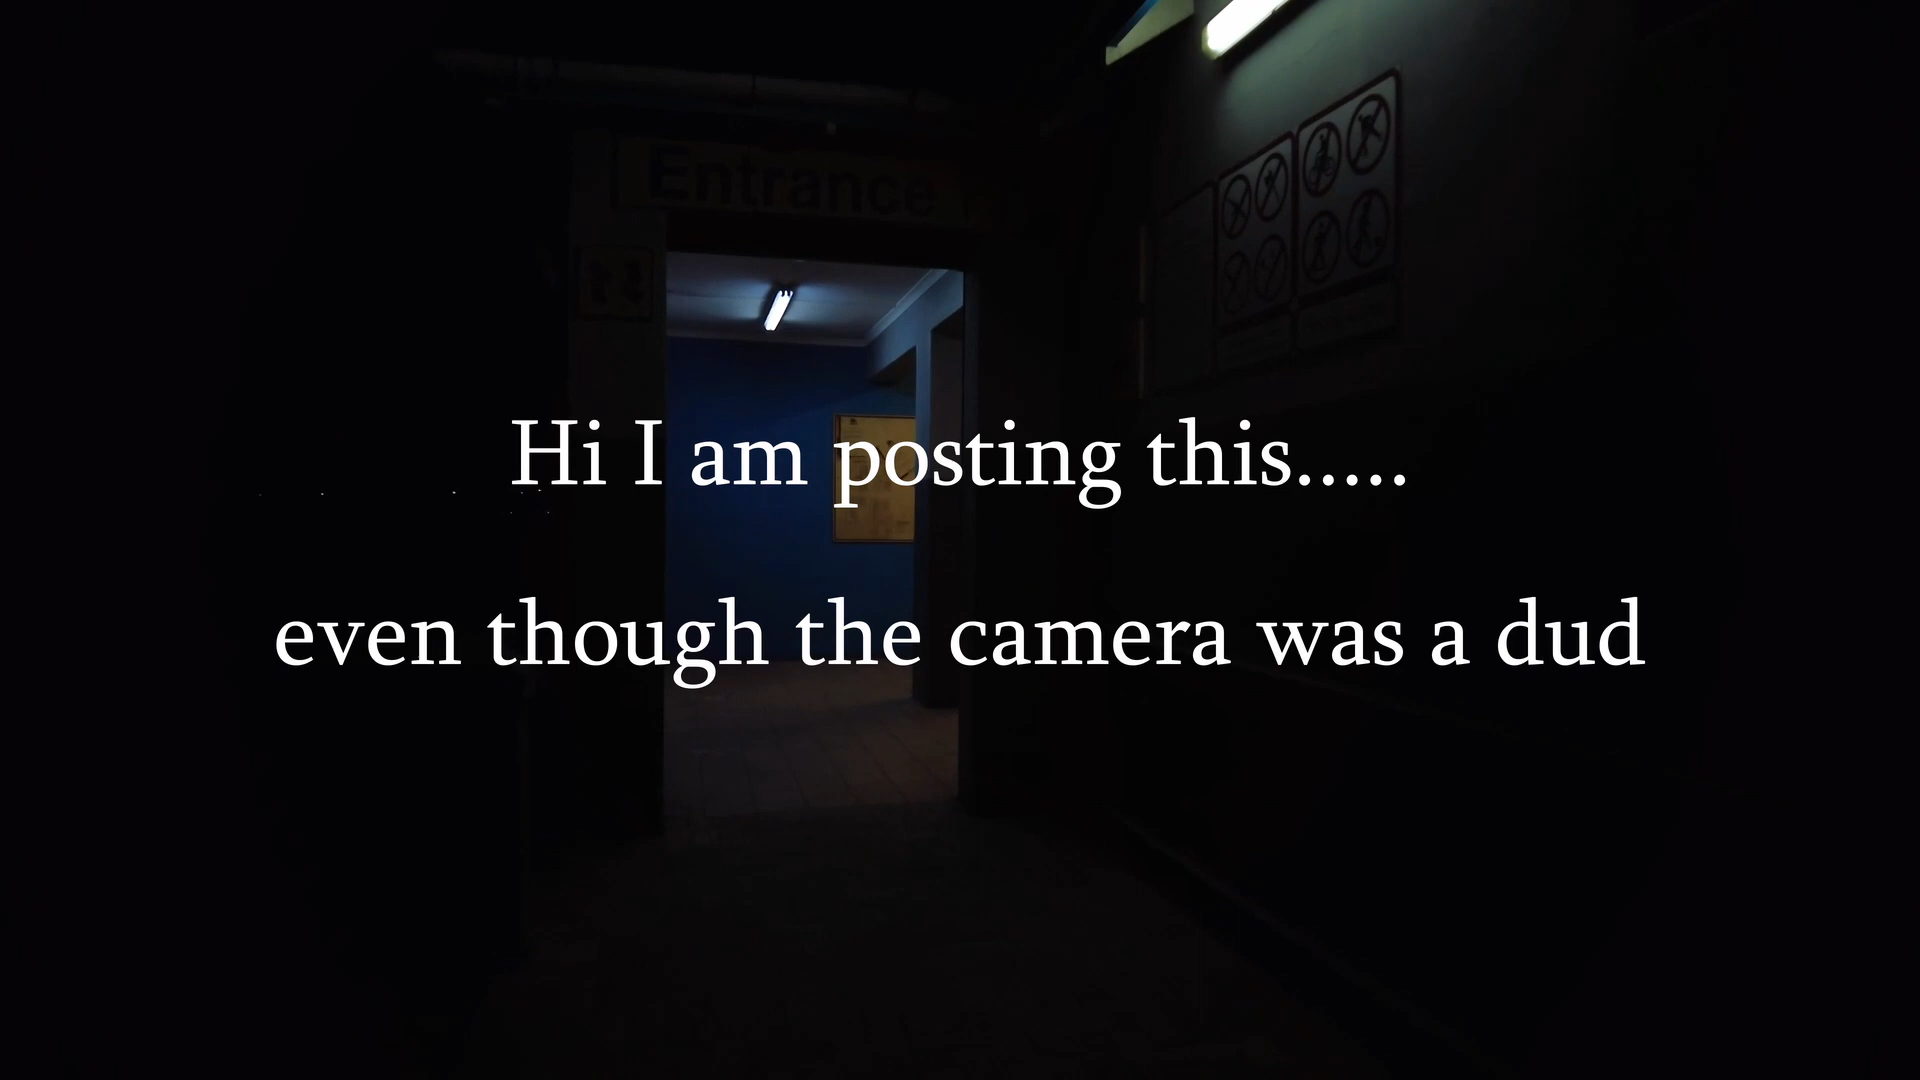 Entrance
Hi I am posting this.....
even though the camera was a dud